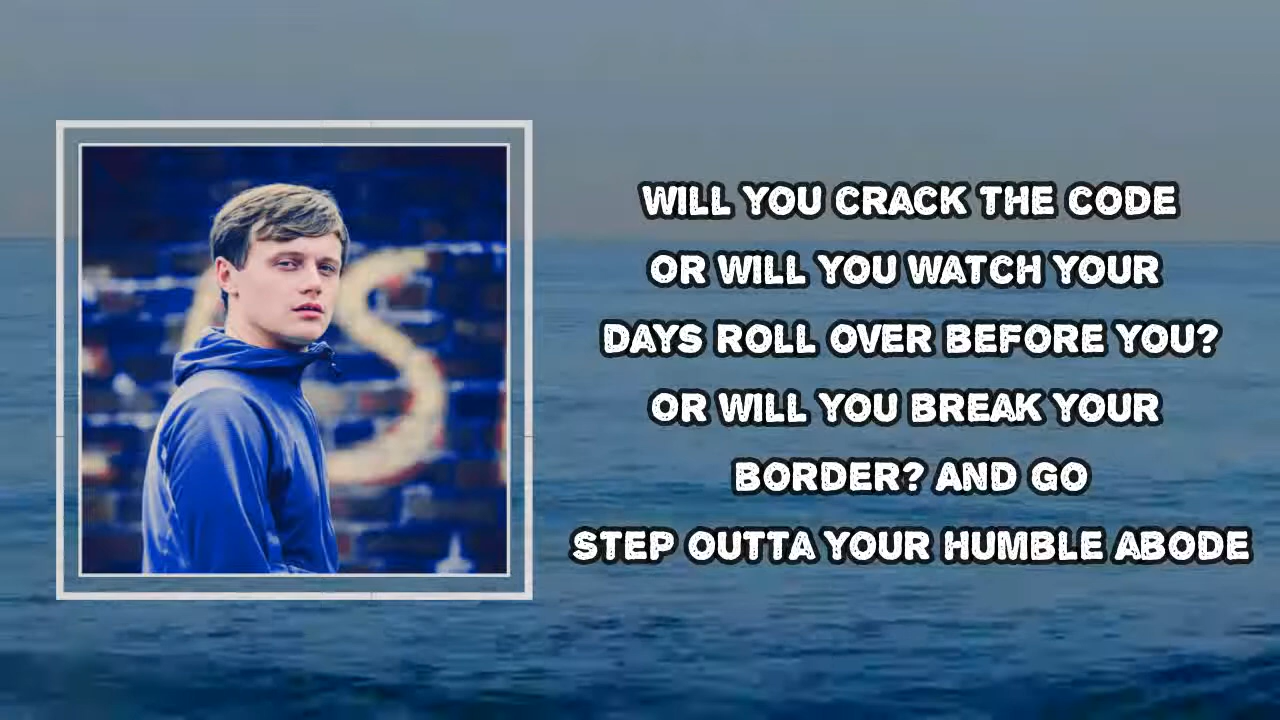 WILL YOU CRACK THE CODE
OR WILL YOU WATCH YOUR
DAYS ROLL OVER BEFORE YOU?
OR WILL YOU BREAK YOUR
BORDER? AND GO
STEP OUTTA YOUR HUMBLE ABODE